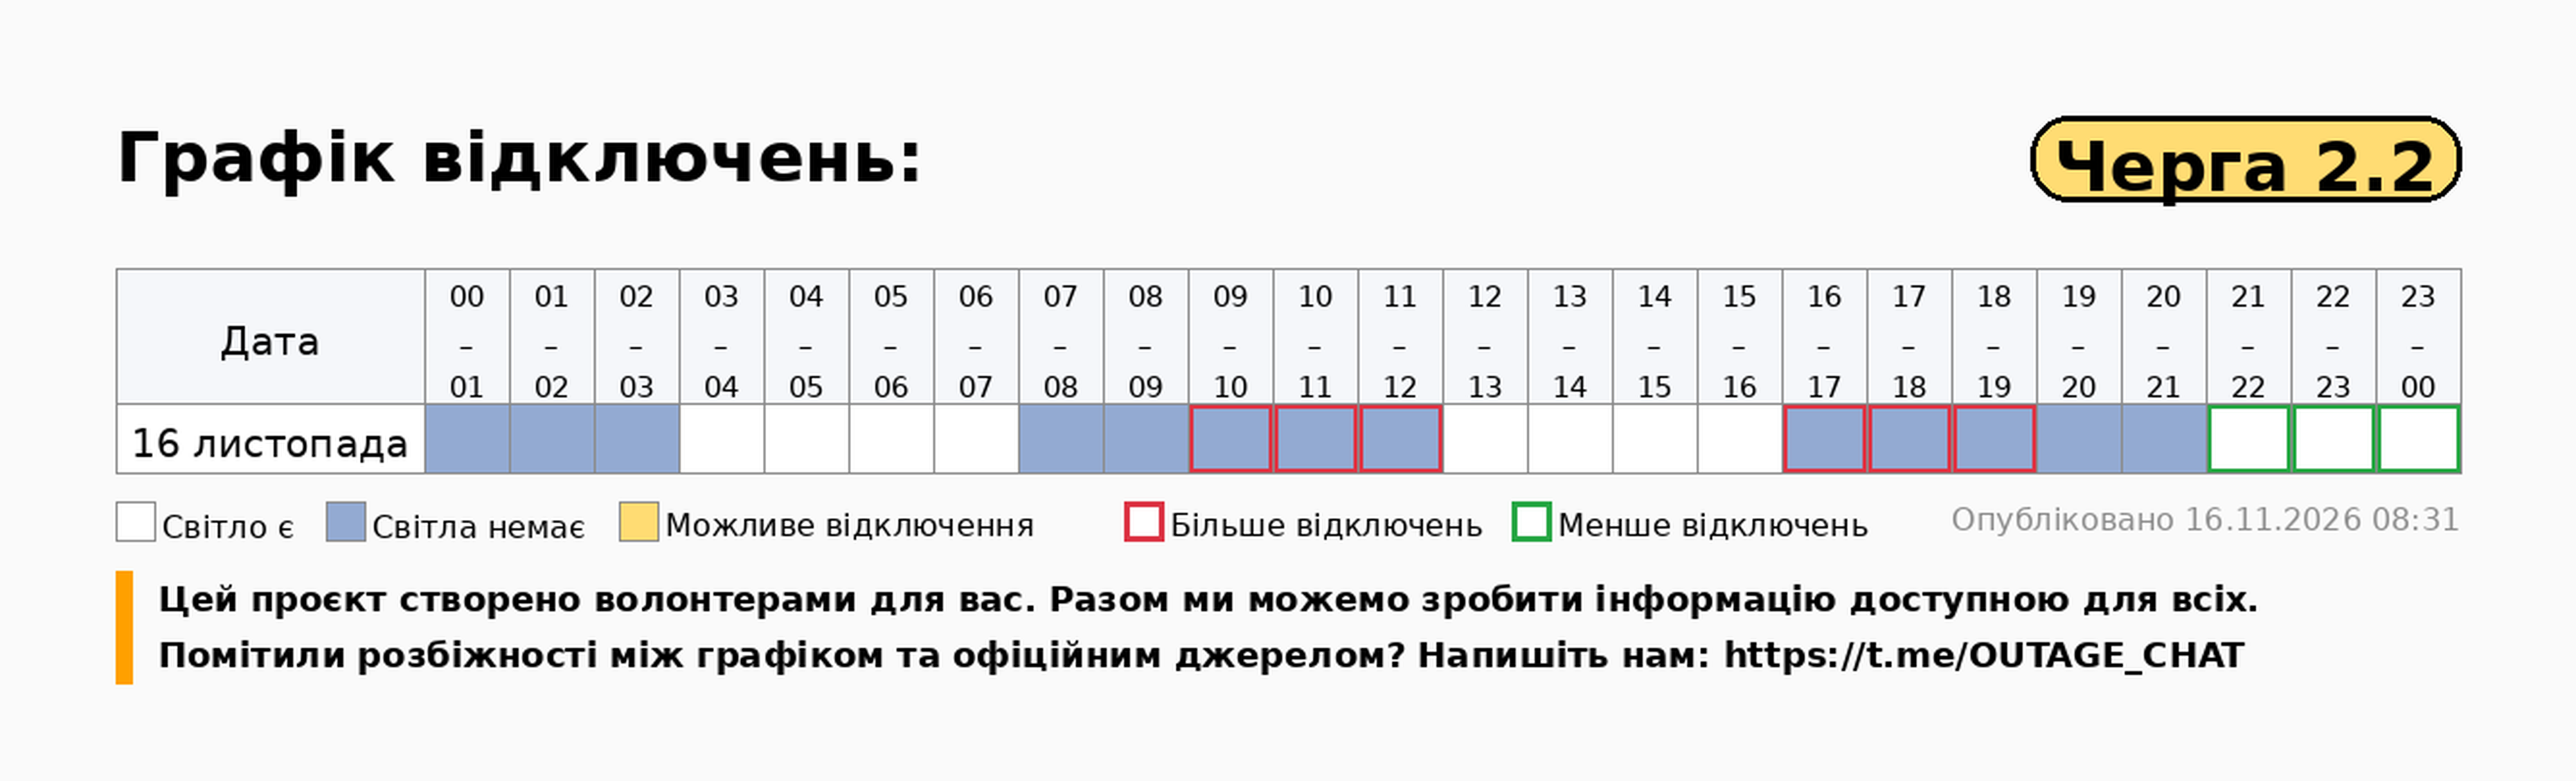 Графік відключень:
Черга 2.2
Дата
00 – 01
01 – 02
02 – 03
03 – 04
04 – 05
05 – 06
06 – 07
07 – 08
08 – 09
09 – 10
10 – 11
11 – 12
12 – 13
13 – 14
14 – 15
15 – 16
16 – 17
17 – 18
18 – 19
19 – 20
20 – 21
21 – 22
22 – 23
23 – 00
16 листопада
Світло є
Світла немає
Можливе відключення
Більше відключень
Менше відключень
Опубліковано 16.11.2026 08:31
Цей проєкт створено волонтерами для вас. Разом ми можемо зробити інформацію доступною для всіх.
Помітили розбіжності між графіком та офіційним джерелом? Напишіть нам: https://t.me/OUTAGE_CHAT